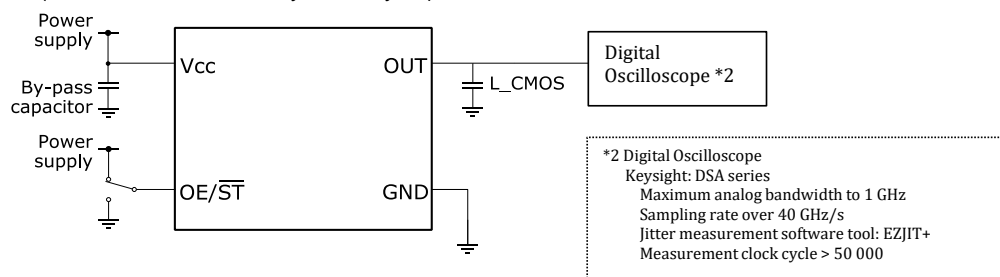 Power
supply
Vcc
OUT
Digital
Oscilloscope *2
By-pass
capacitor
L_CMOS
Power
supply
OE/S̅T̅
GND
*2 Digital Oscilloscope
Keysight: DSA series
Maximum analog bandwidth to 1 GHz
Sampling rate over 40 GHz/s
Jitter measurement software tool: EZJIT+
Measurement clock cycle > 50 000